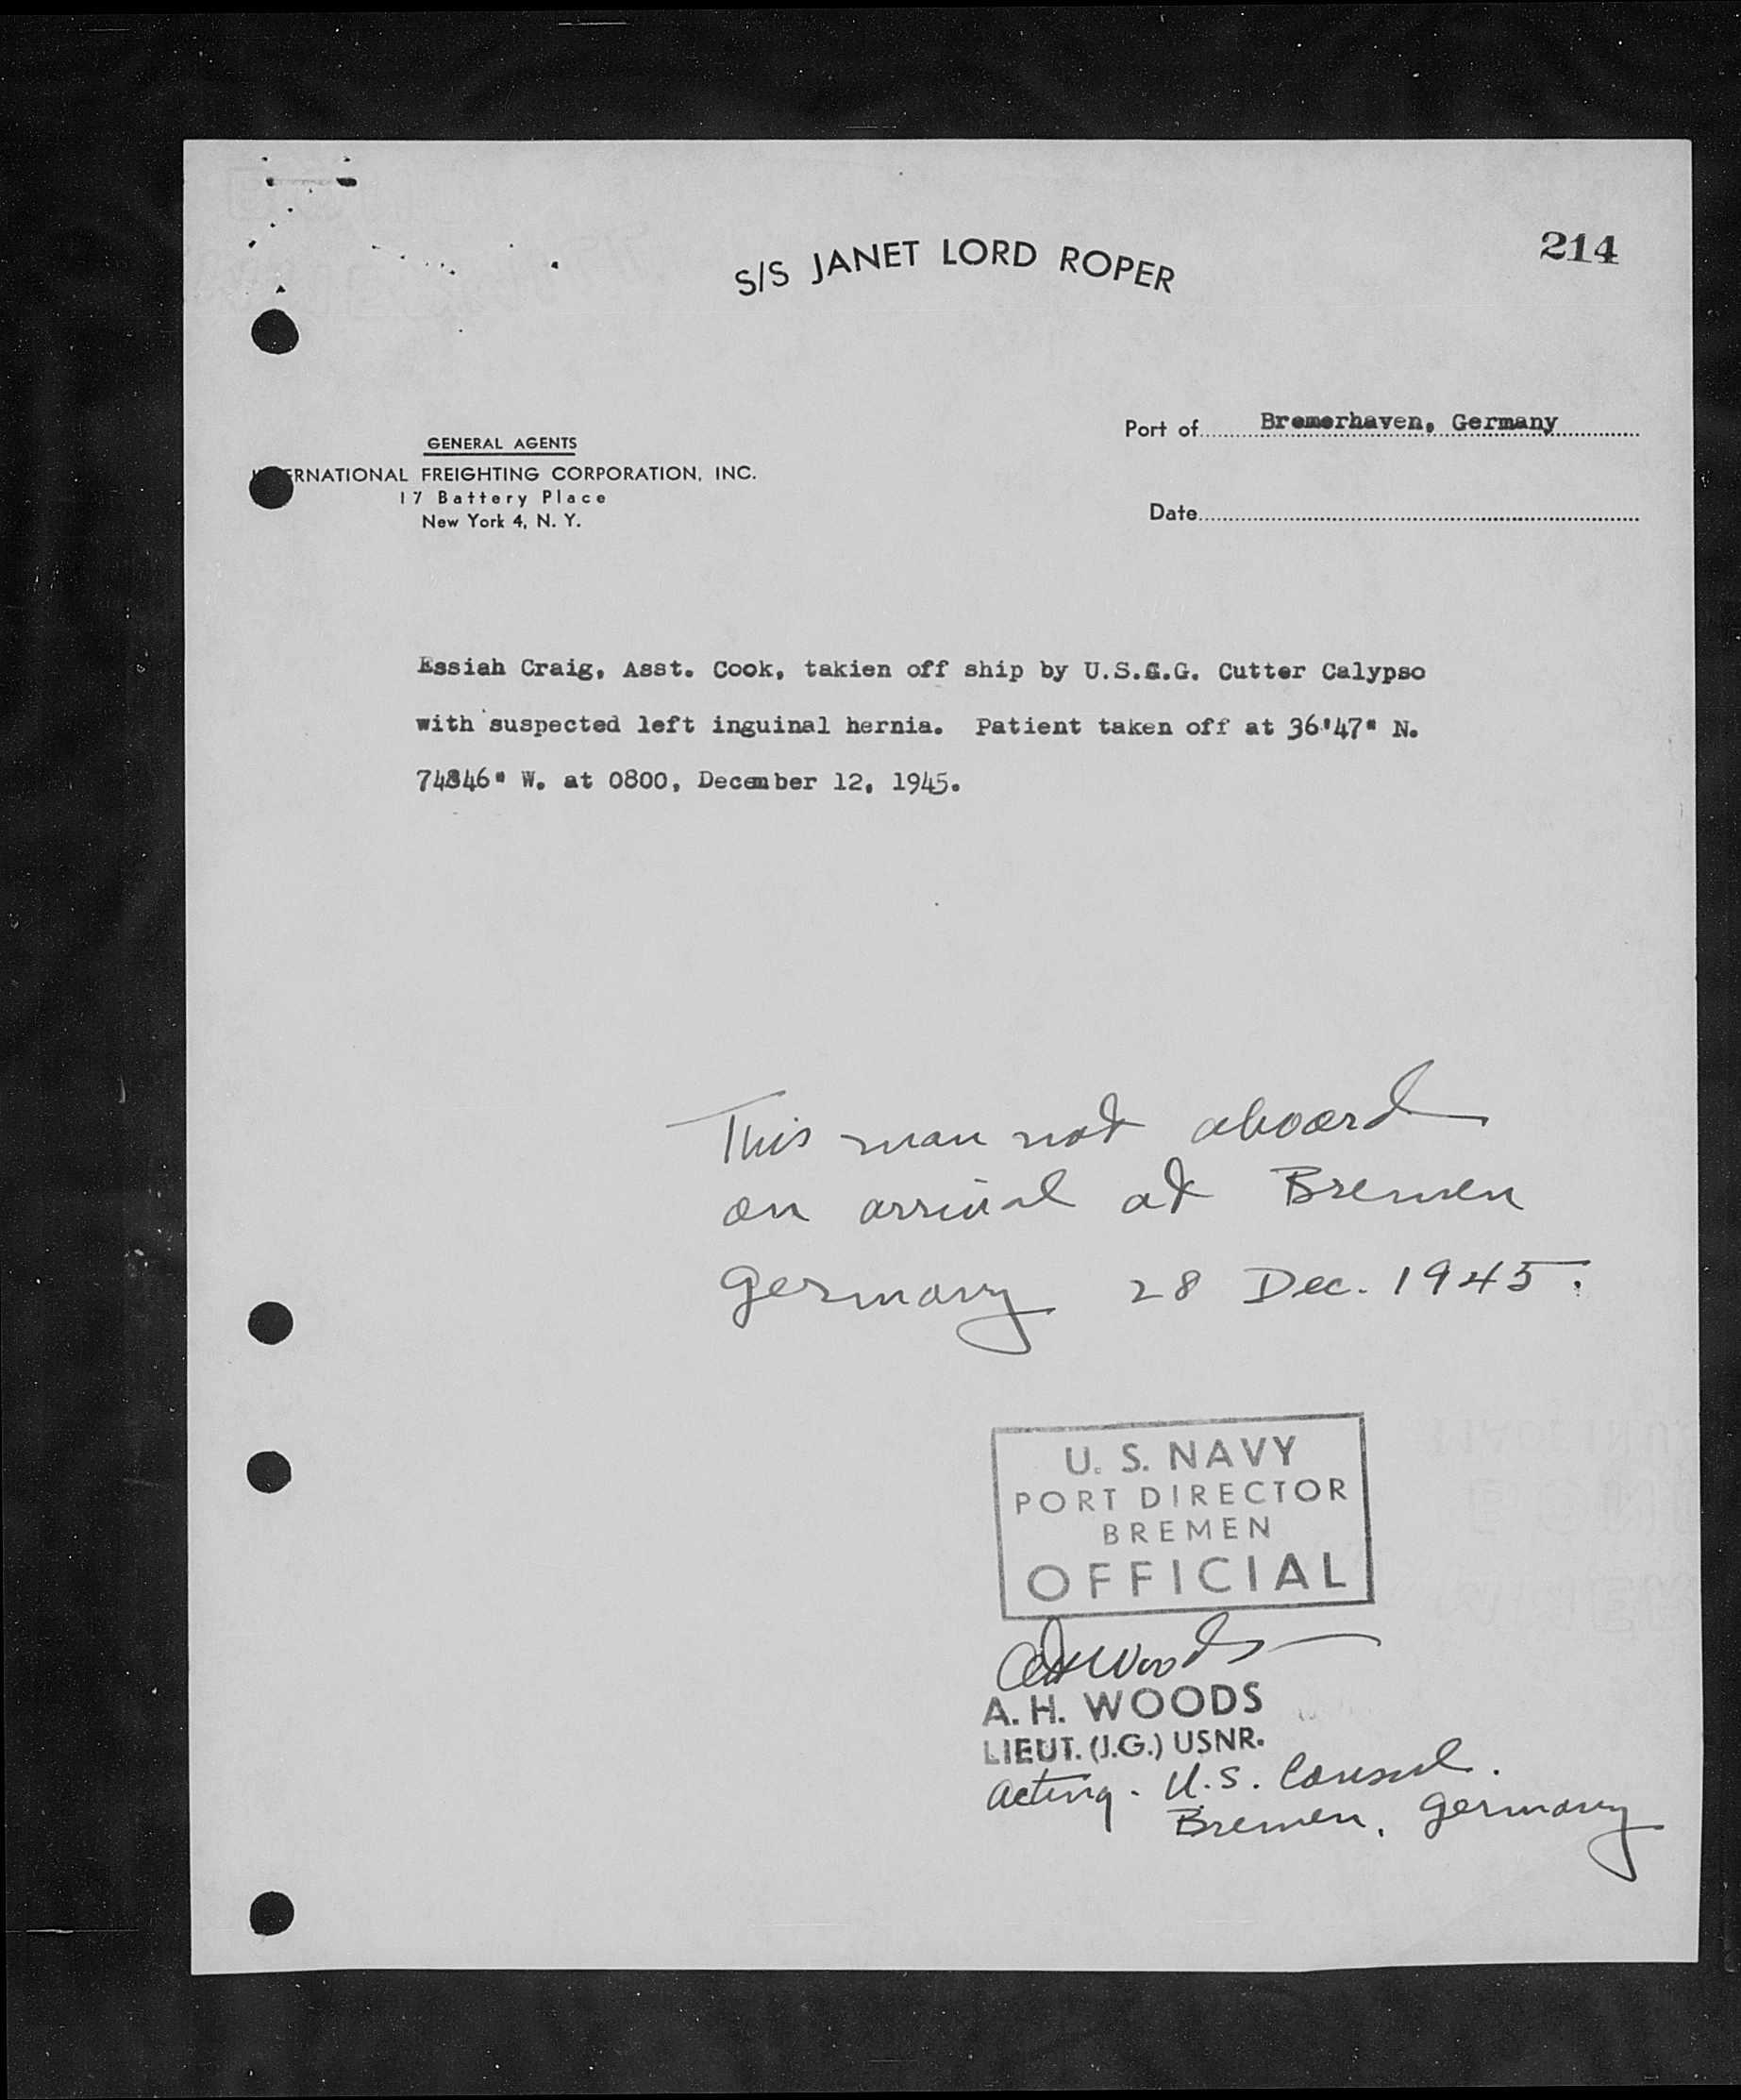 S/S JANET LORD ROPER
214
GENERAL AGENTS
RNATIONAL FREIGHTING CORPORATION, INC.
17 Battery Place
New York 4, N. Y.
Port of Bremerhaven, Germany
Date
Essiah Craig, Asst. Cook, takien off ship by U.S.G.G. Cutter Calypso
with suspected left inguinal hernia. Patient taken off at 36'47" N.
74846" W. at 0800, December 12, 1945.
This man not aboard
on arrival at Bremen
Germany 28 Dec. 1945.
U. S. NAVY
PORT DIRECTOR
BREMEN
OFFICIAL
AHWoods
A. H. WOODS
LIEUT. (J.G.) USNR.
Acting. U.S. Consul.
Bremen, Germany